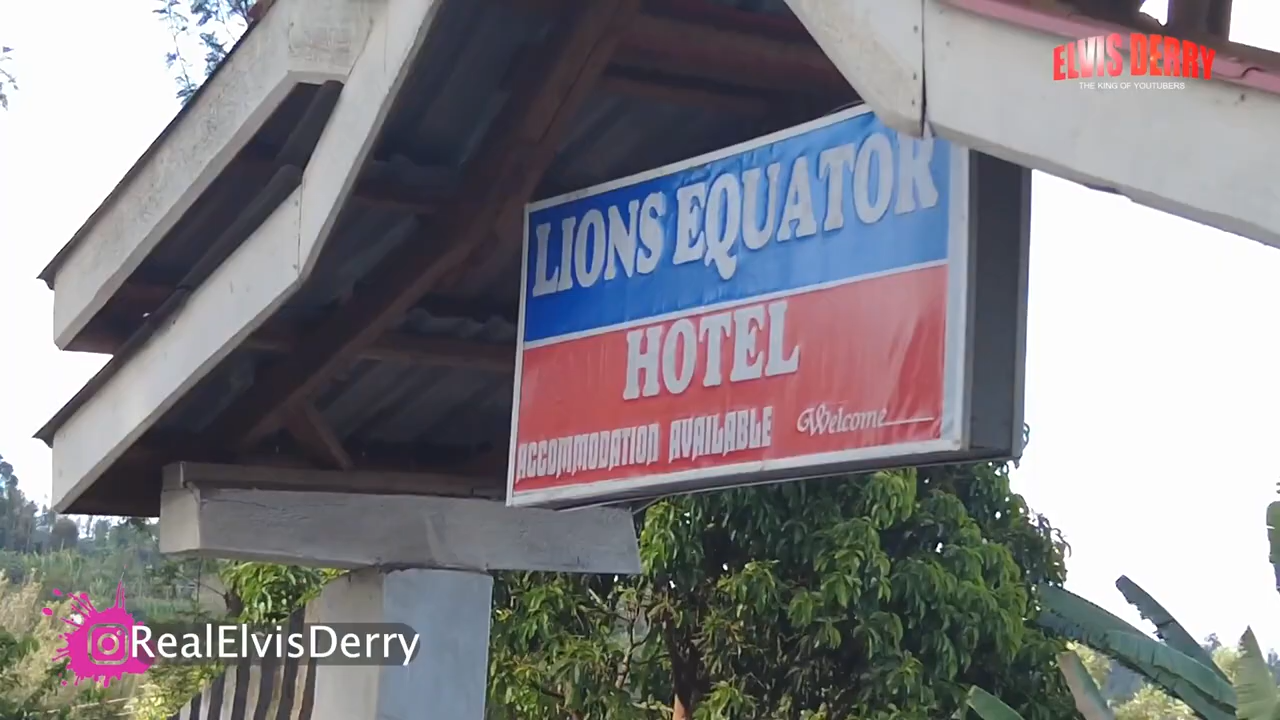 ELVIS DERRY
THE KING OF YOUTUBERS
LIONS EQUATOR
HOTEL
ACCOMMODATION AVAILABLE Welcome
RealElvisDerry